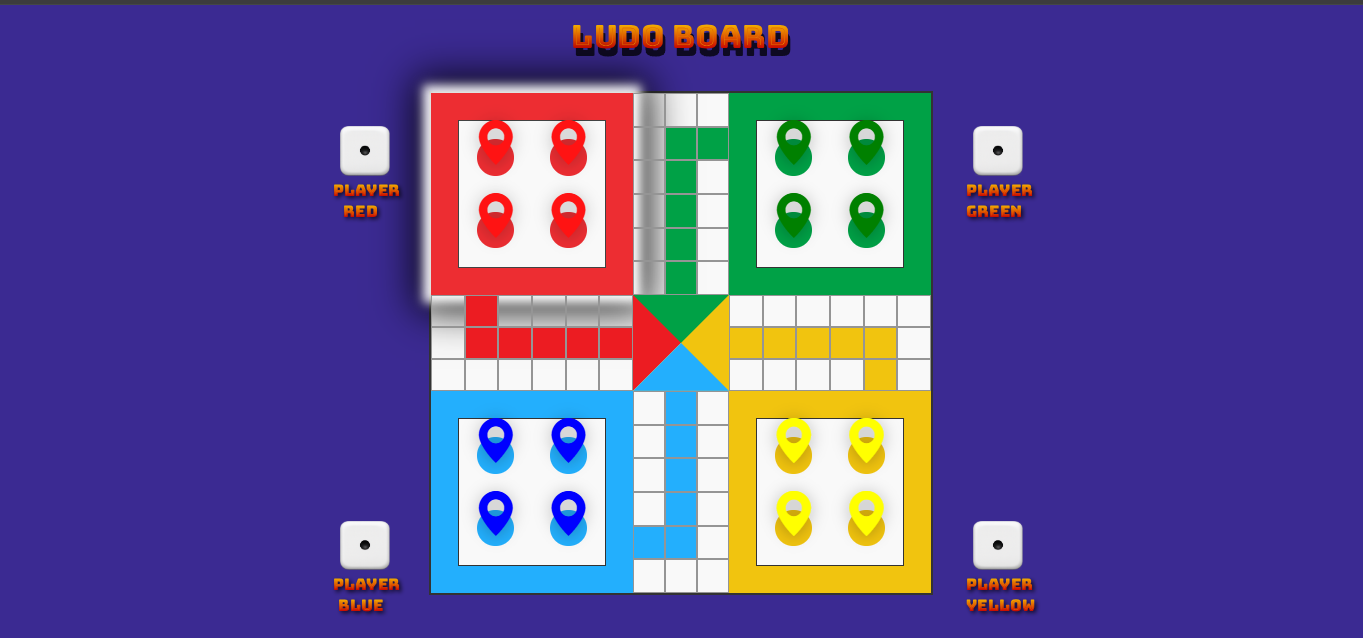 LUDO BOARD
PLAYER
RED
PLAYER
GREEN
PLAYER
BLUE
PLAYER
YELLOW